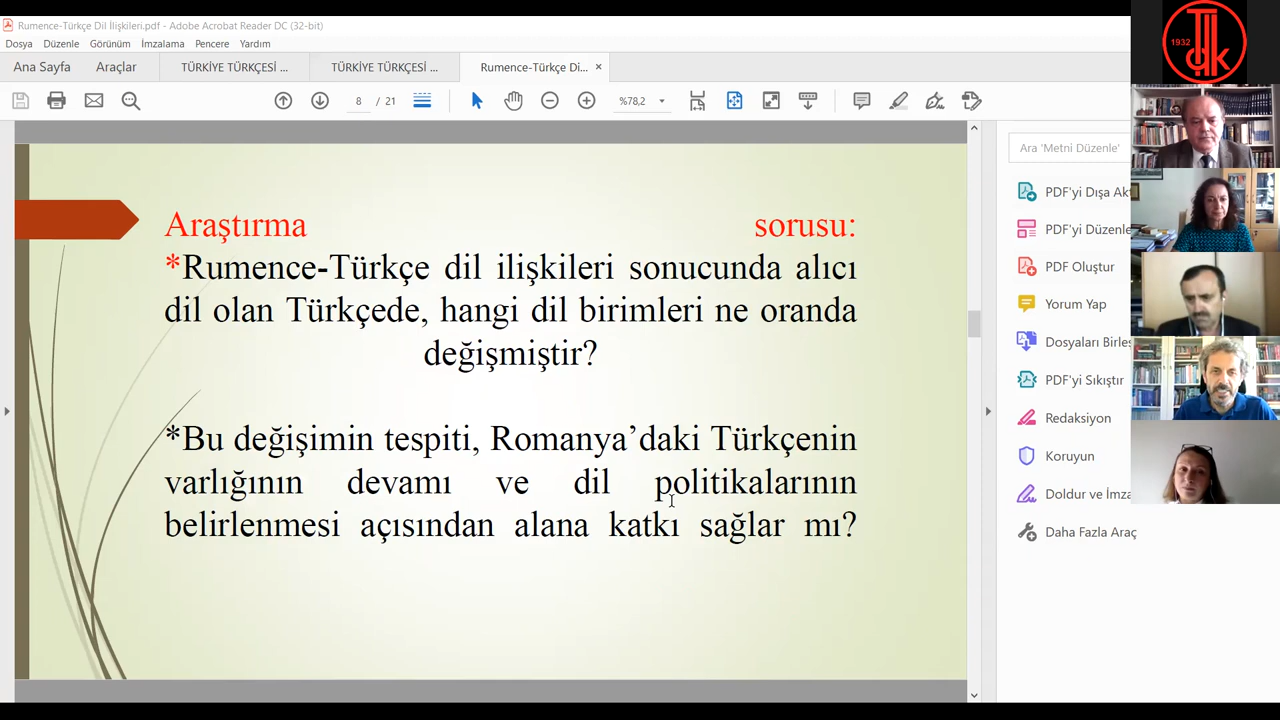 Rumence-Türkçe Dil İlişkileri.pdf - Adobe Acrobat Reader DC (32-bit)
Dosya Düzenle Görünüm İmzalama Pencere Yardım
Ana Sayfa Araçlar TÜRKİYE TÜRKÇESİ ... TÜRKİYE TÜRKÇESİ ... Rumence-Türkçe Di... ×
8 / 21 %78,2
Araştırma sorusu:
*Rumence-Türkçe dil ilişkileri sonucunda alıcı
dil olan Türkçede, hangi dil birimleri ne oranda
değişmiştir?
*Bu değişimin tespiti, Romanya’daki Türkçenin
varlığının devamı ve dil politikalarının
belirlenmesi açısından alana katkı sağlar mı?
Ara 'Metni Düzenle'
PDF'yi Dışa Akt
PDF'yi Düzenle
PDF Oluştur
Yorum Yap
Dosyaları Birleş
PDF'yi Sıkıştır
Redaksiyon
Koruyun
Doldur ve İmza
Daha Fazla Araç
1932
TDK